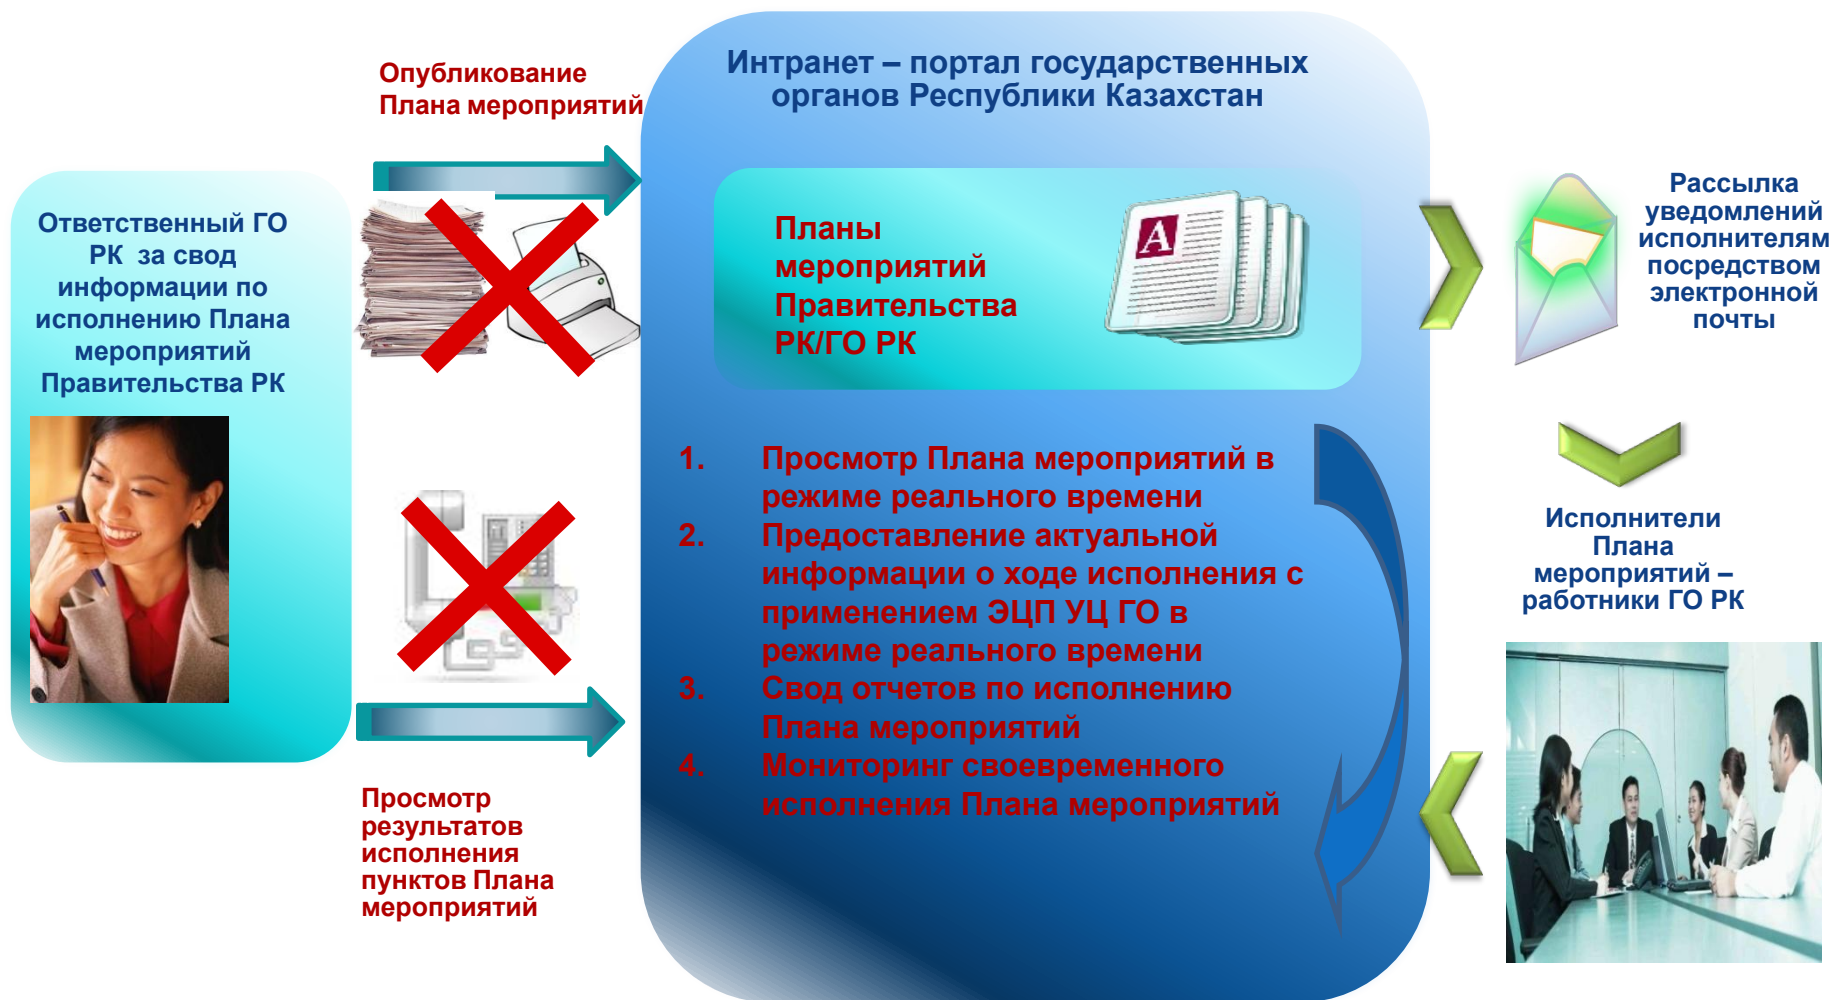 Опубликование
Плана мероприятий
Интранет – портал государственных
органов Республики Казахстан
Ответственный ГО
РК за свод
информации по
исполнению Плана
мероприятий
Правительства РК
Планы
мероприятий
Правительства
РК/ГО РК
A
Рассылка
уведомлений
исполнителям
посредством
электронной
почты
1. Просмотр Плана мероприятий в
режиме реального времени
2. Предоставление актуальной
информации о ходе исполнения с
применением ЭЦП УЦ ГО в
режиме реального времени
3. Свод отчетов по исполнению
Плана мероприятий
4. Мониторинг своевременного
исполнения Плана мероприятий
Исполнители
Плана
мероприятий –
работники ГО РК
Просмотр
результатов
исполнения
пунктов Плана
мероприятий